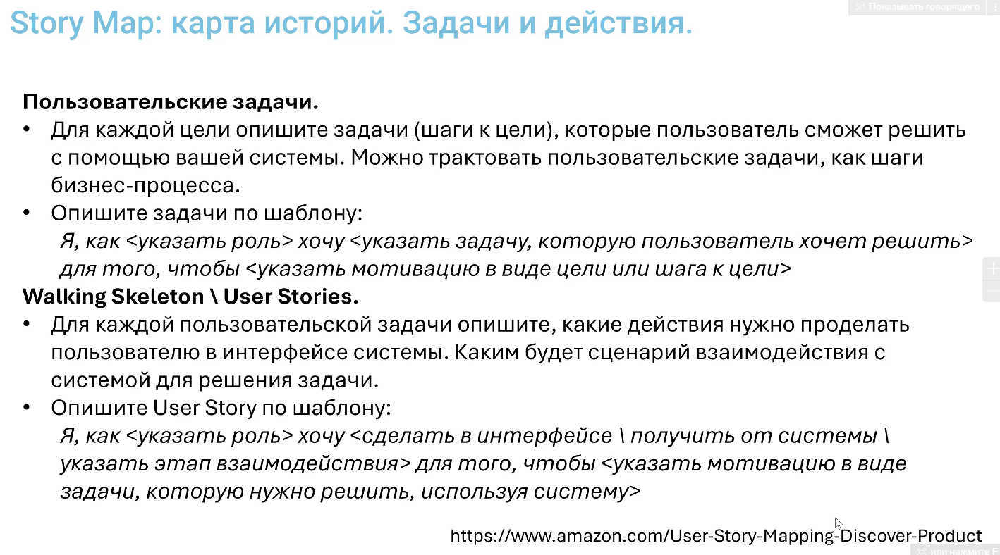 Показывать говорящего
Story Map: карта историй. Задачи и действия.
Пользовательские задачи.
• Для каждой цели опишите задачи (шаги к цели), которые пользователь сможет решить
с помощью вашей системы. Можно трактовать пользовательские задачи, как шаги
бизнес-процесса.
• Опишите задачи по шаблону:
Я, как <указать роль> хочу <указать задачу, которую пользователь хочет решить>
для того, чтобы <указать мотивацию в виде цели или шага к цели>
Walking Skeleton \ User Stories.
• Для каждой пользовательской задачи опишите, какие действия нужно проделать
пользователю в интерфейсе системы. Каким будет сценарий взаимодействия с
системой для решения задачи.
• Опишите User Story по шаблону:
Я, как <указать роль> хочу <сделать в интерфейсе \ получить от системы \
указать этап взаимодействия> для того, чтобы <указать мотивацию в виде
задачи, которую нужно решить, используя систему>
https://www.amazon.com/User-Story-Mapping-Discover-Product
или нажмите F